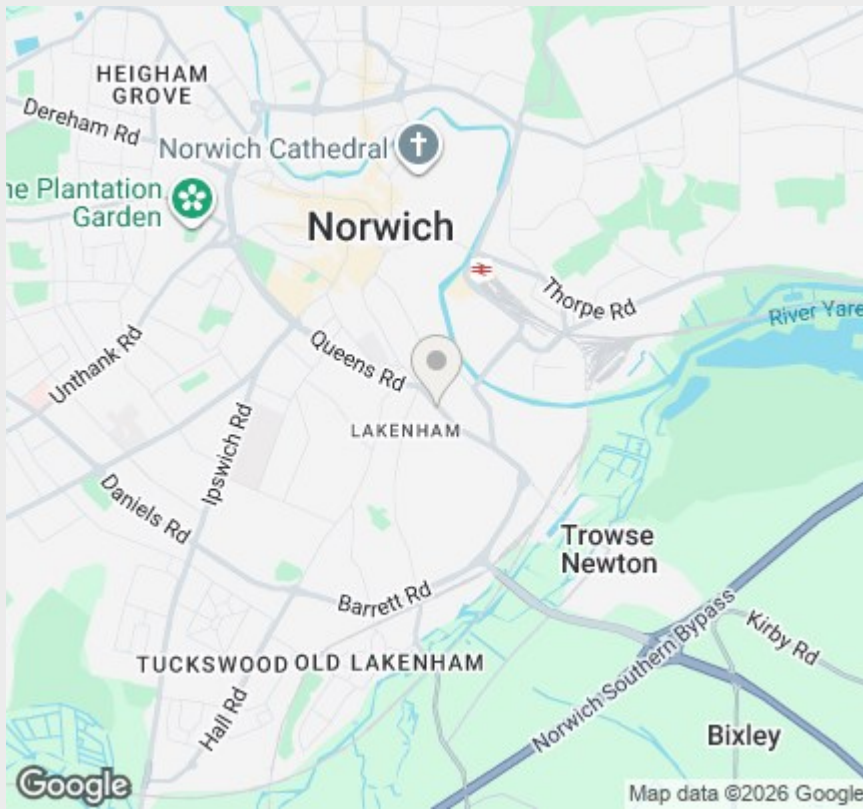 HEIGHAM
GROVE
Dereham Rd
Norwich Cathedral
ne Plantation
Garden
Norwich
Thorpe Rd
River Yare
Unthank Rd
Queens Rd
LAKENHAM
Ipswich Rd
Daniels Rd
Trowse
Newton
Barrett Rd
Kirby Rd
TUCKSWOOD
OLD LAKENHAM
Norwich Southern Bypass
Hall Rd
Bixley
Google
Map data ©2026 Google